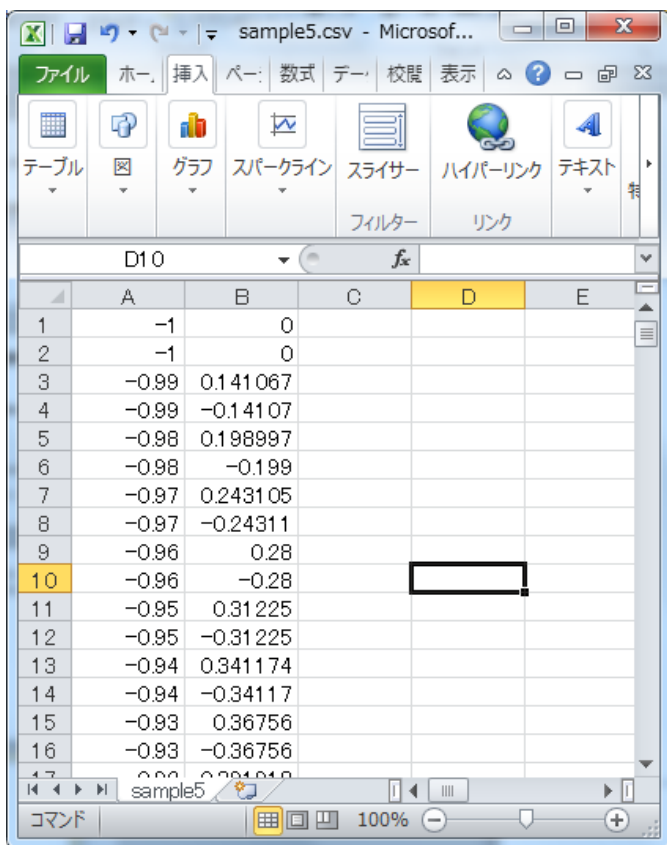 sample5.csv - Microsof...
ファイル ホー. 挿入 ペー: 数式 デー 校閲 表示
テーブル 図 グラフ スパークライン スライサー ハイパーリンク テキスト
フィルター リンク
D10 fx
A B C D E
1 -1 0
2 -1 0
3 -0.99 0.141067
4 -0.99 -0.14107
5 -0.98 0.198997
6 -0.98 -0.199
7 -0.97 0.243105
8 -0.97 -0.24311
9 -0.96 0.28
10 -0.96 -0.28
11 -0.95 0.31225
12 -0.95 -0.31225
13 -0.94 0.341174
14 -0.94 -0.34117
15 -0.93 0.36756
16 -0.93 -0.36756
sample5
コマンド 100%